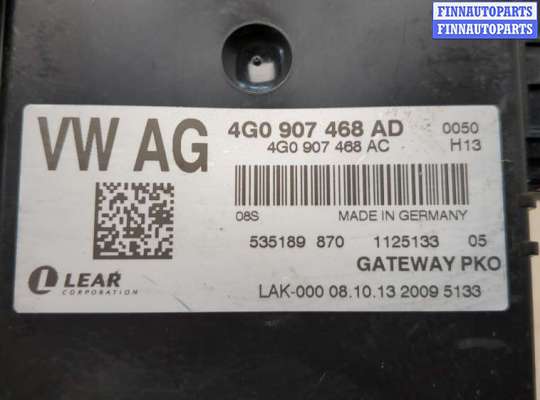 FINNAUTOPARTS
FINNAUTOPARTS
VW AG
4G0 907 468 AD 0050
4G0 907 468 AC H13
08S MADE IN GERMANY
535189 870 1125133 05
GATEWAY PKO
LEAR
CORPORATION
LAK-000 08.10.13 2009 5133